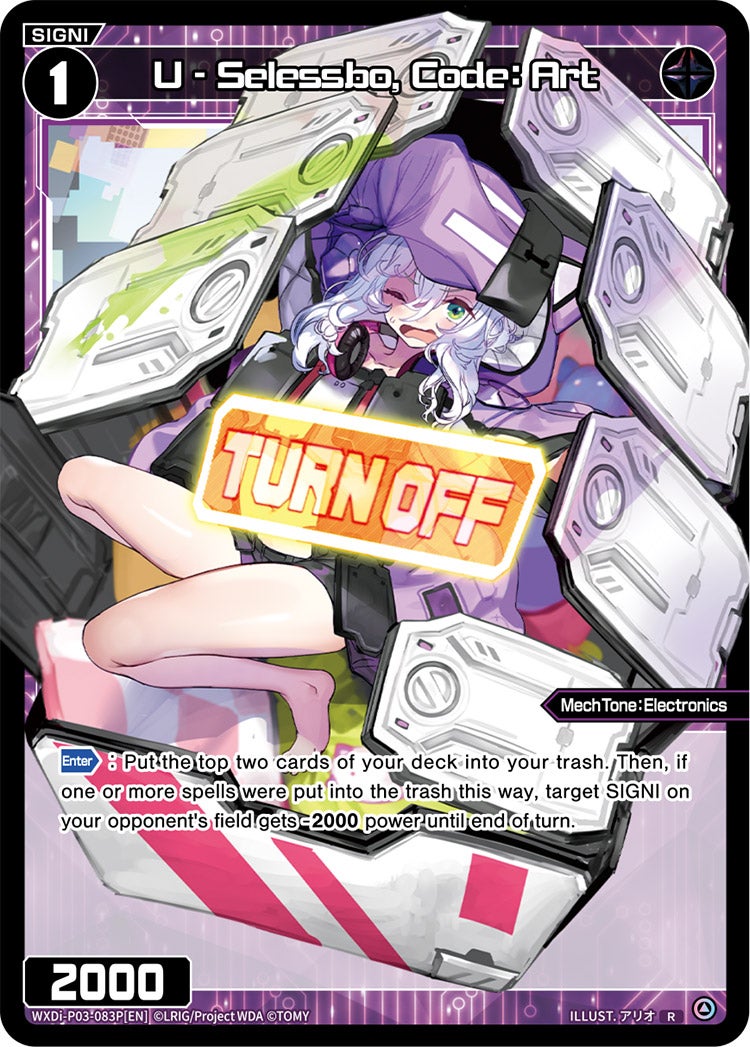 SIGNI
1
U - Selessbo, Code: Art
TURN OFF
MechTone:Electronics
Enter : Put the top two cards of your deck into your trash. Then, if
one or more spells were put into the trash this way, target SIGNI on
your opponent's field gets -2000 power until end of turn.
2000
WXDi-P03-083P[EN] ©LRIG/Project WDA ©TOMY
ILLUST. アリオ R